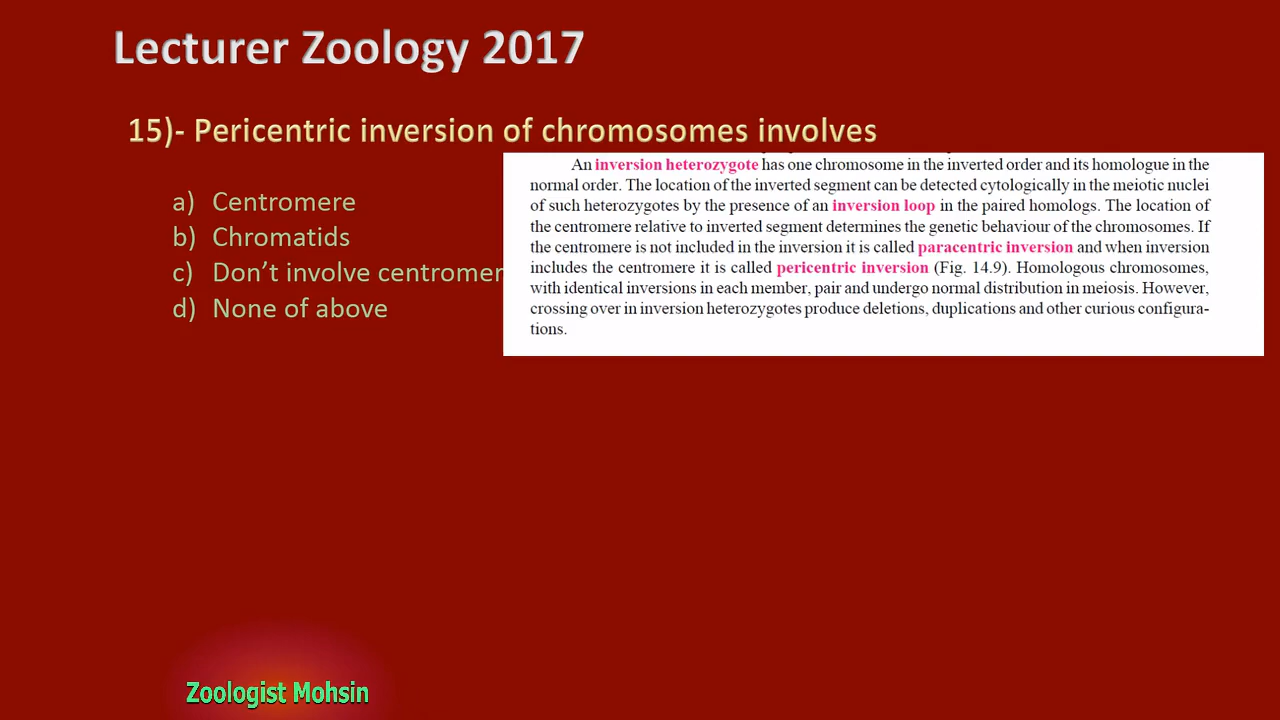 Lecturer Zoology 2017
15)- Pericentric inversion of chromosomes involves
a) Centromere
b) Chromatids
c) Don’t involve centromer
d) None of above
An inversion heterozygote has one chromosome in the inverted order and its homologue in the
normal order. The location of the inverted segment can be detected cytologically in the meiotic nuclei
of such heterozygotes by the presence of an inversion loop in the paired homologs. The location of
the centromere relative to inverted segment determines the genetic behaviour of the chromosomes. If
the centromere is not included in the inversion it is called paracentric inversion and when inversion
includes the centromere it is called pericentric inversion (Fig. 14.9). Homologous chromosomes,
with identical inversions in each member, pair and undergo normal distribution in meiosis. However,
crossing over in inversion heterozygotes produce deletions, duplications and other curious configura-
tions.
Zoologist Mohsin